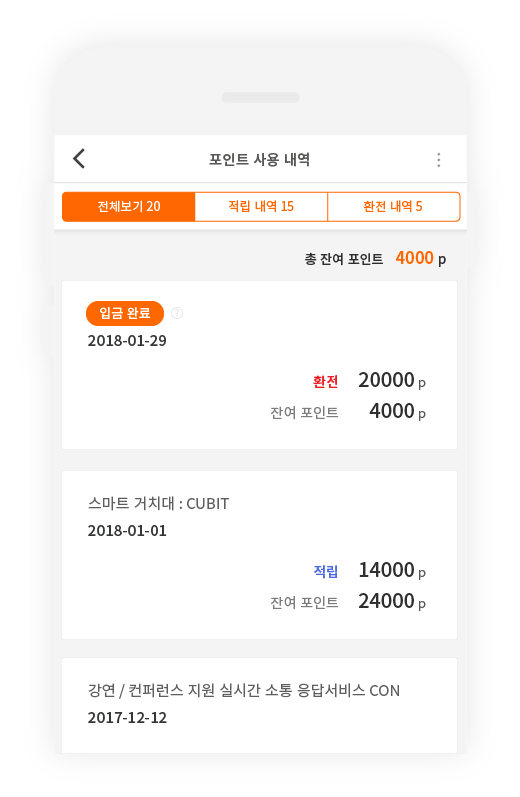 포인트 사용 내역
전체보기 20 적립 내역 15 환전 내역 5
총 잔여 포인트 4000 p
입금 완료 ?
2018-01-29
환전 20000 p
잔여 포인트 4000 p
스마트 거치대 : CUBIT
2018-01-01
적립 14000 p
잔여 포인트 24000 p
강연 / 컨퍼런스 지원 실시간 소통 응답서비스 CON
2017-12-12